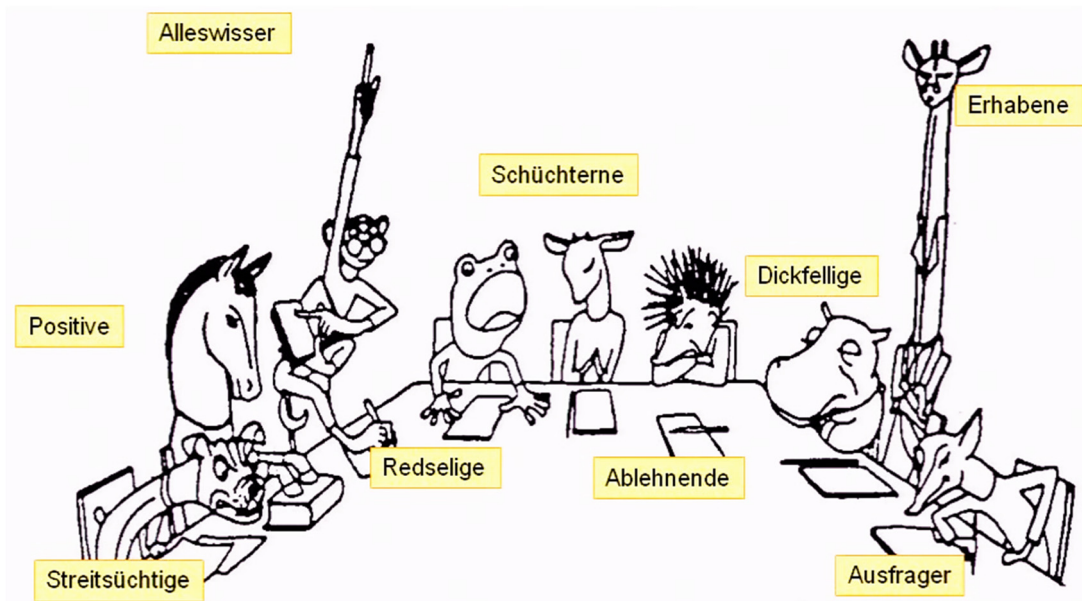 Alleswisser
Erhabene
Schüchterne
Dickfellige
Positive
Redselige
Ablehnende
Streitsüchtige
Ausfrager